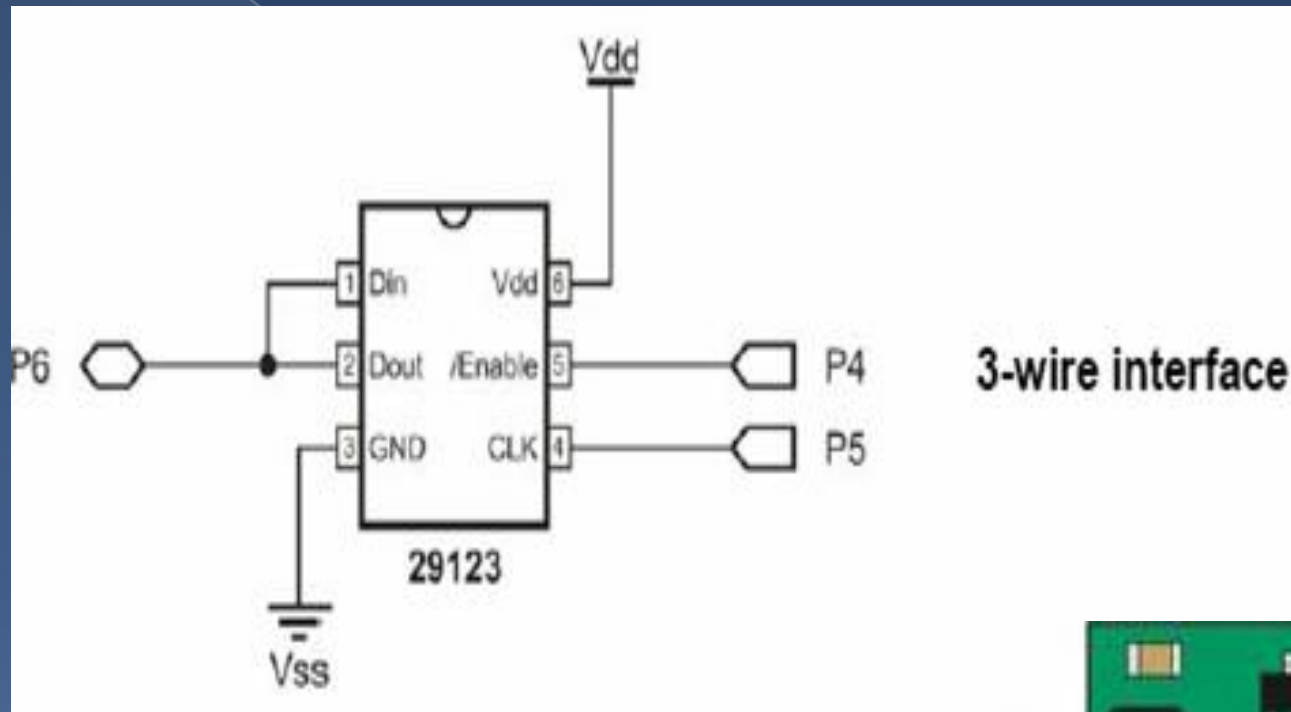 Vdd
1 Din Vdd 6
P6 2 Dout /Enable 5 P4 3-wire interface
3 GND CLK 4 P5
29123
Vss